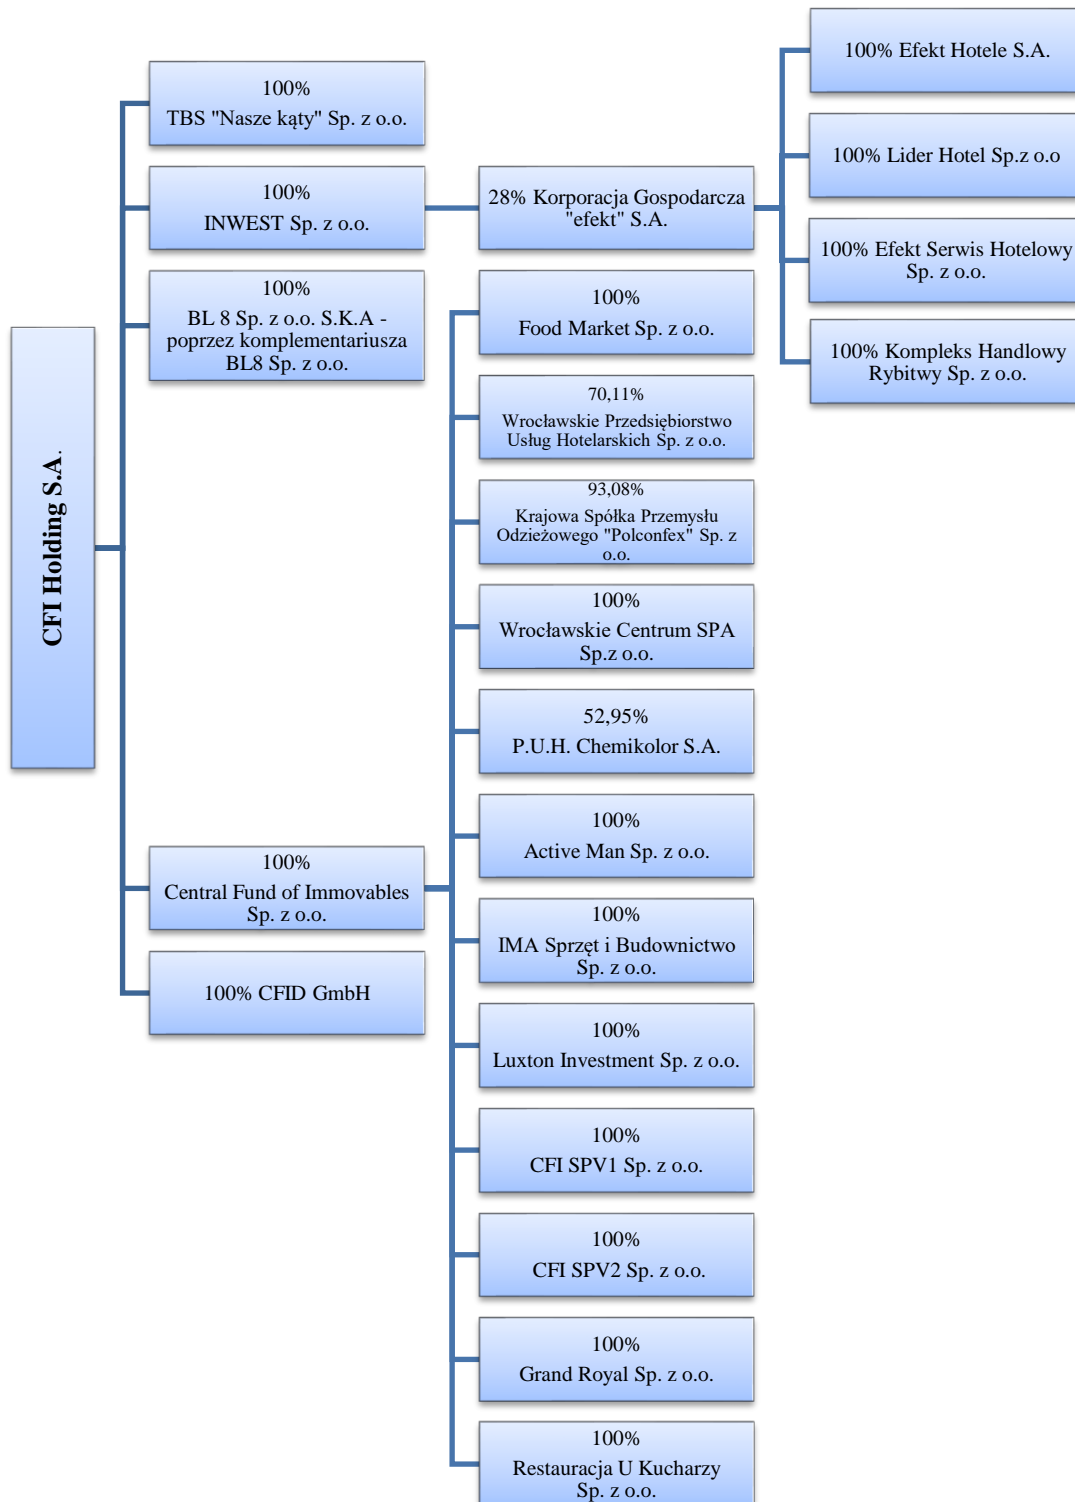 CFI Holding S.A.
100%
TBS "Nasze kąty" Sp. z o.o.
100%
INWEST Sp. z o.o.
100%
BL 8 Sp. z o.o. S.K.A -
poprzez komplementariusza
BL8 Sp. z o.o.
100%
Central Fund of Immovables
Sp. z o.o.
100% CFID GmbH
28% Korporacja Gospodarcza
"efekt" S.A.
100%
Food Market Sp. z o.o.
70,11%
Wrocławskie Przedsiębiorstwo
Usług Hotelarskich Sp. z o.o.
93,08%
Krajowa Spółka Przemysłu
Odzieżowego "Polconfex" Sp. z
o.o.
100%
Wrocławskie Centrum SPA
Sp.z o.o.
52,95%
P.U.H. Chemikolor S.A.
100%
Active Man Sp. z o.o.
100%
IMA Sprzęt i Budownictwo
Sp. z o.o.
100%
Luxton Investment Sp. z o.o.
100%
CFI SPV1 Sp. z o.o.
100%
CFI SPV2 Sp. z o.o.
100%
Grand Royal Sp. z o.o.
100%
Restauracja U Kucharzy
Sp. z o.o.
100% Efekt Hotele S.A.
100% Lider Hotel Sp.z o.o
100% Efekt Serwis Hotelowy
Sp. z o.o.
100% Kompleks Handlowy
Rybitwy Sp. z o.o.